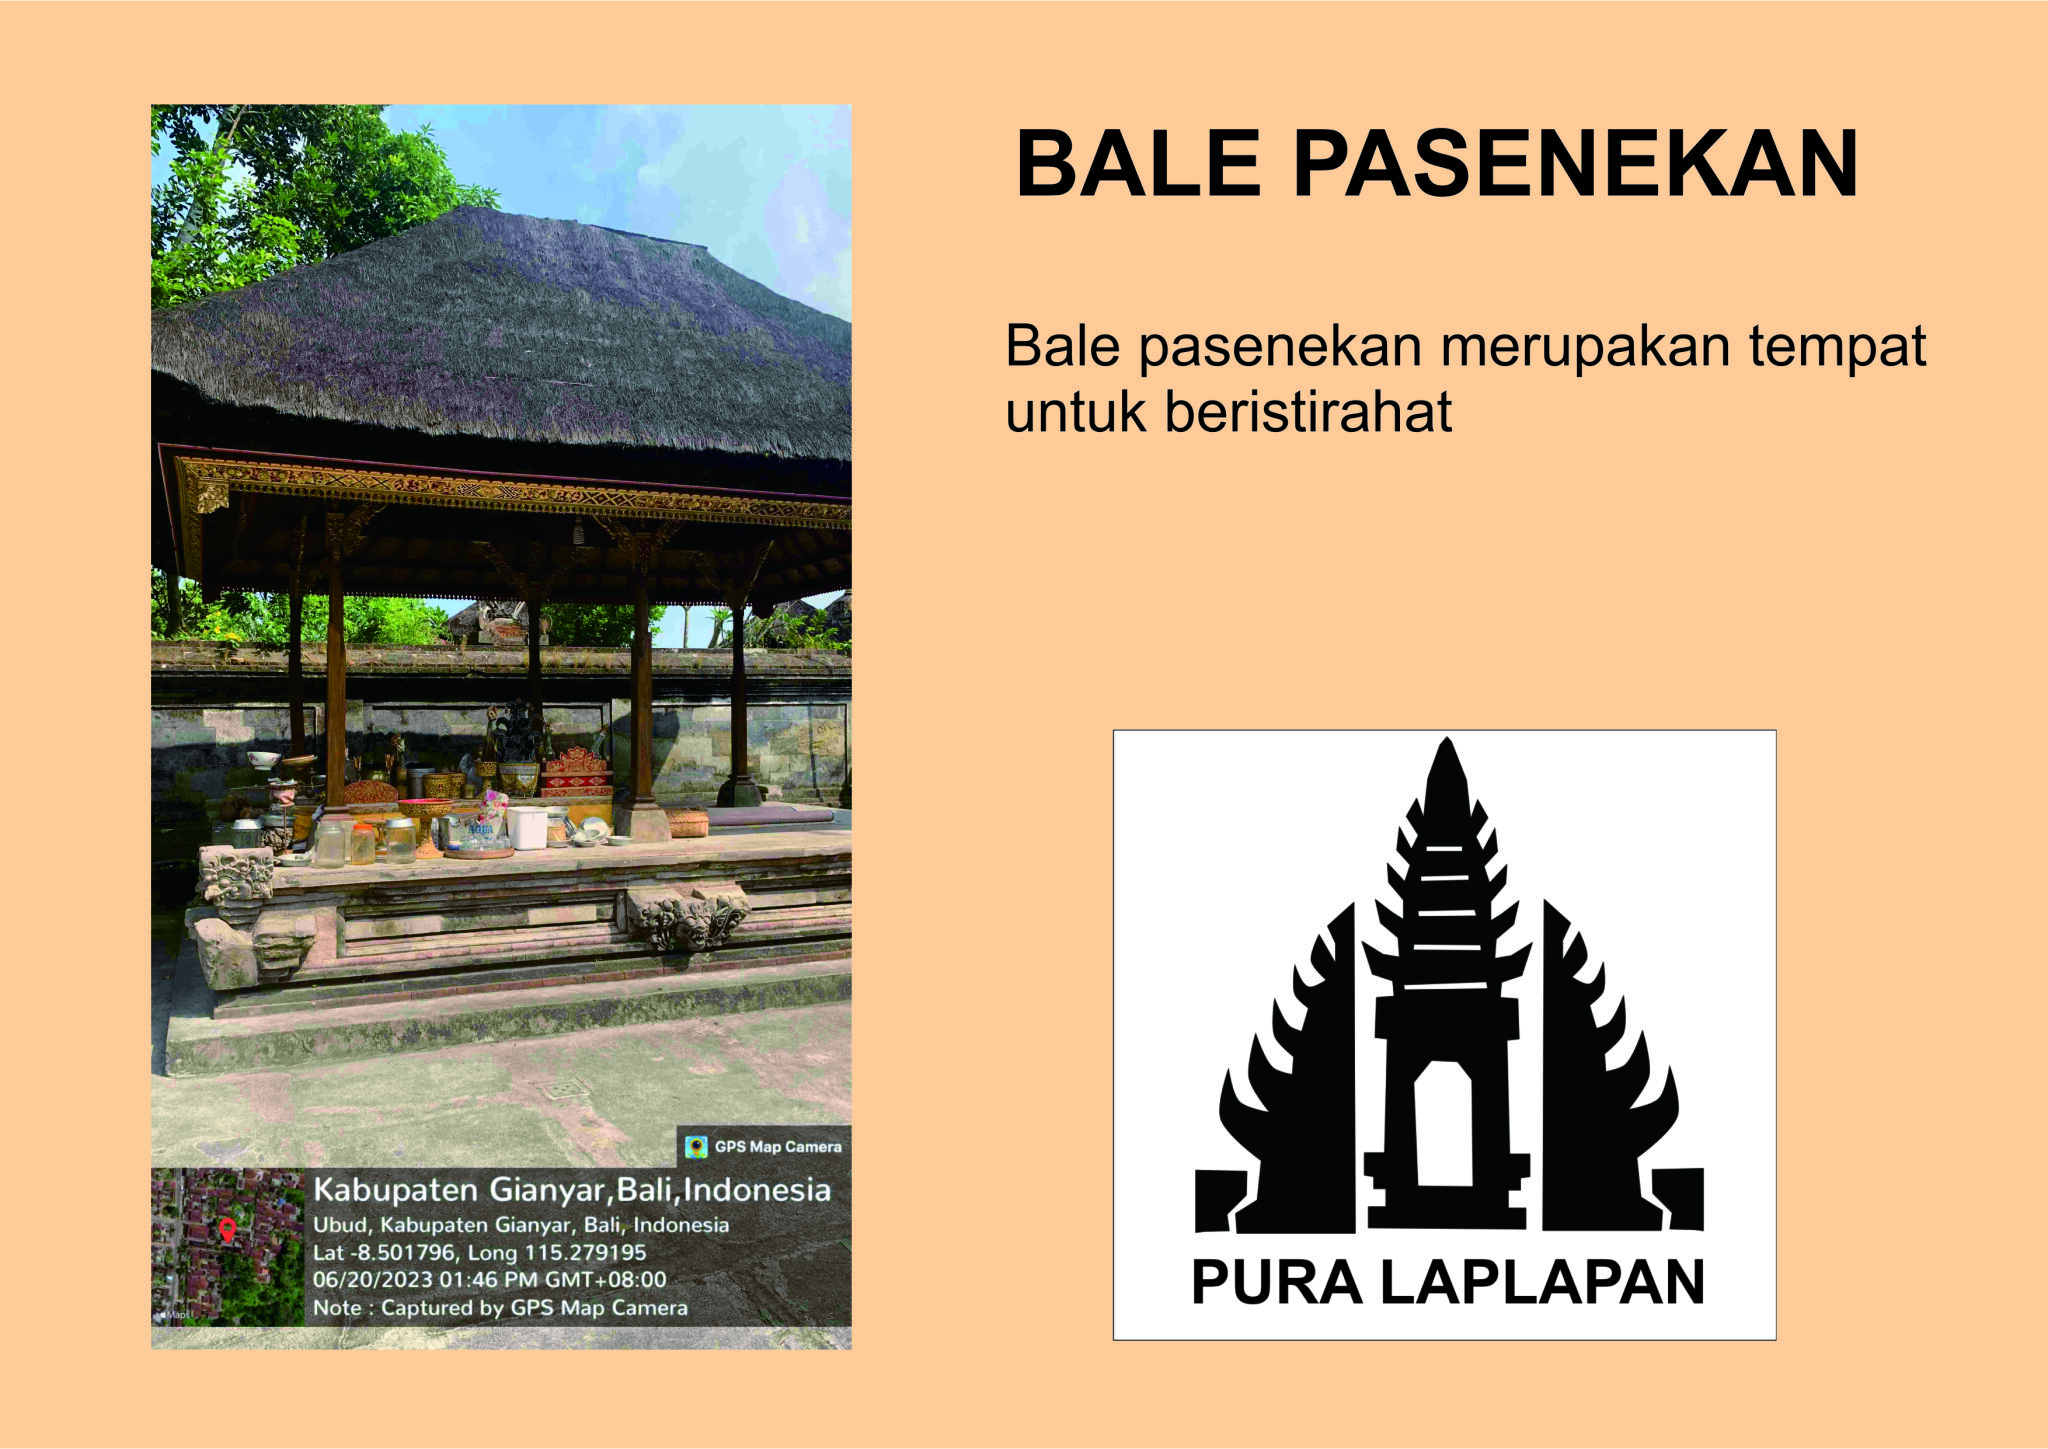 BALE PASENEKAN
Bale pasenekan merupakan tempat
untuk beristirahat
AQUA
GPS Map Camera
Kabupaten Gianyar,Bali,Indonesia
Ubud, Kabupaten Gianyar, Bali, Indonesia
Lat -8.501796, Long 115.279195
06/20/2023 01:46 PM GMT+08:00
Note : Captured by GPS Map Camera
Maps
PURA LAPLAPAN